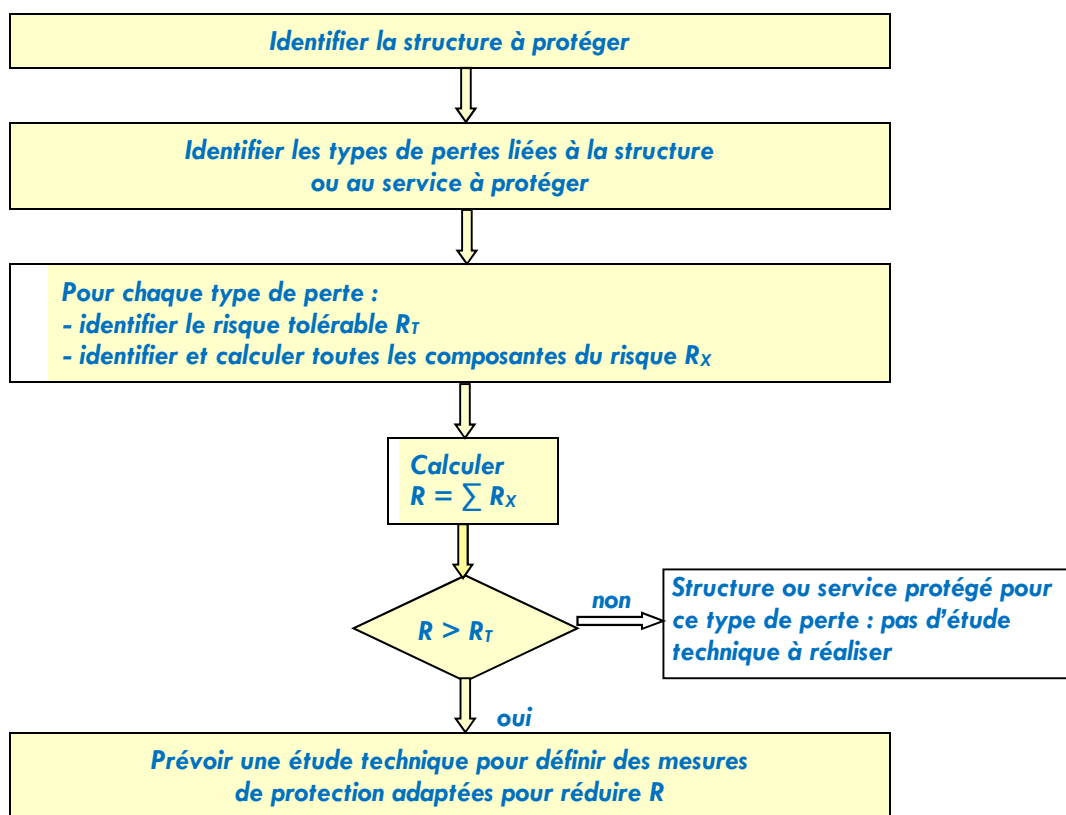 Identifier la structure à protéger
Identifier les types de pertes liées à la structure
ou au service à protéger
Pour chaque type de perte :
- identifier le risque tolérable RT
- identifier et calculer toutes les composantes du risque RX
Calculer
R = ∑ RX
R > RT
non
Structure ou service protégé pour
ce type de perte : pas d’étude
technique à réaliser
oui
Prévoir une étude technique pour définir des mesures
de protection adaptées pour réduire R